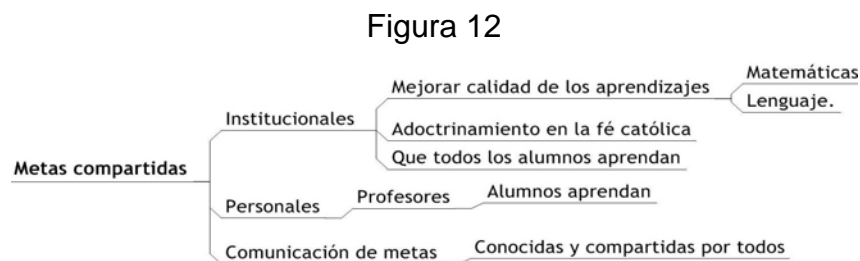 Figura 12
Metas compartidas
Institucionales
Mejorar calidad de los aprendizajes
Matemáticas
Lenguaje.
Adoctrinamiento en la fé católica
Que todos los alumnos aprendan
Personales
Profesores
Alumnos aprendan
Comunicación de metas
Conocidas y compartidas por todos